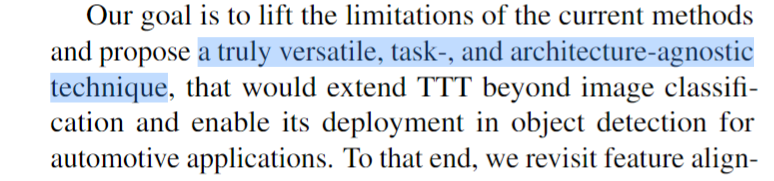 Our goal is to lift the limitations of the current methods
and propose a truly versatile, task-, and architecture-agnostic
technique, that would extend TTT beyond image classifi-
cation and enable its deployment in object detection for
automotive applications. To that end, we revisit feature align-